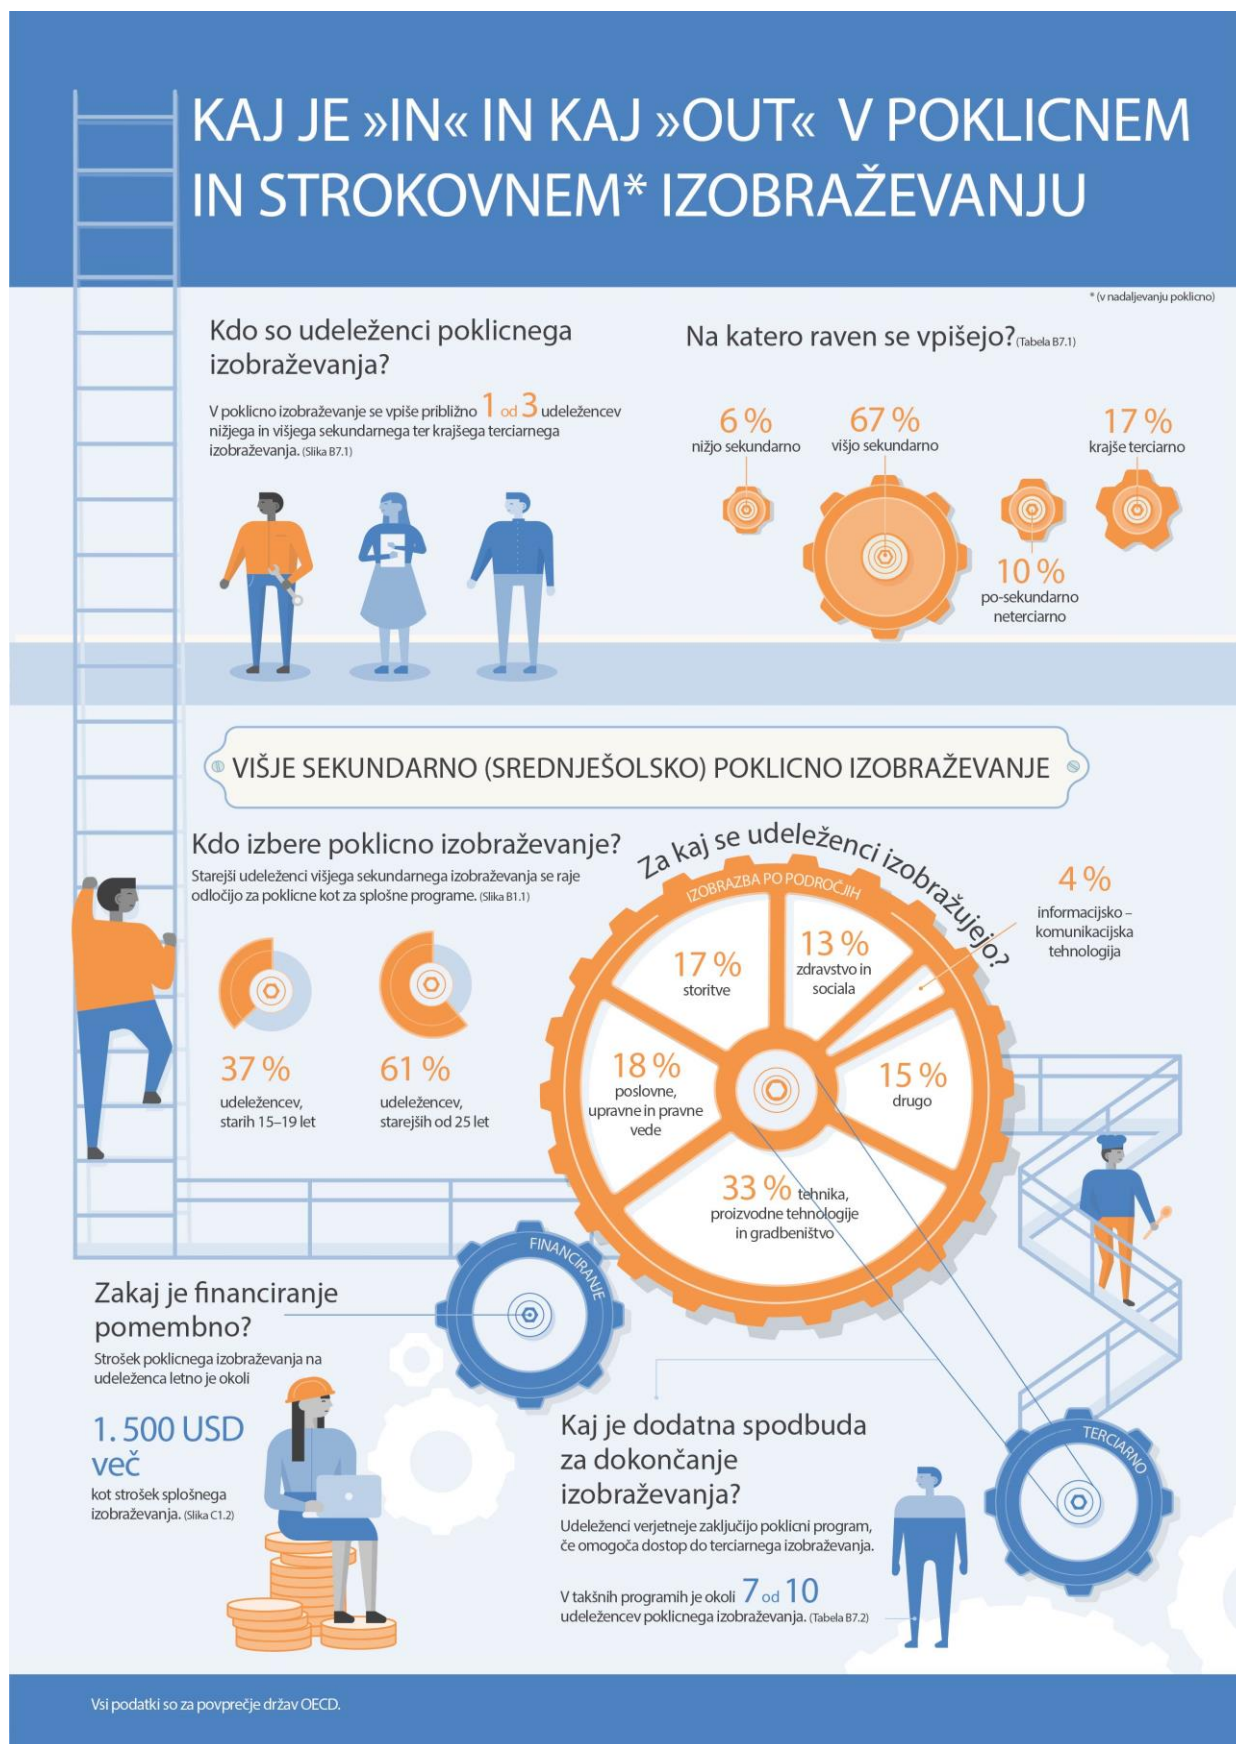 KAJ JE »IN« IN KAJ »OUT« V POKLICNEM
IN STROKOVNEM* IZOBRAŽEVANJU
* (v nadaljevanju poklicno)
Kdo so udeleženci poklicnega
izobraževanja?
V poklicno izobraževanje se vpiše približno 1 od 3 udeležencev
nižjega in višjega sekundarnega ter krajšega terciarnega
izobraževanja. (Slika B7.1)
Na katero raven se vpišejo? (Tabela B7.1)
6 %
nižjo sekundarno
67 %
višjo sekundarno
10 %
po-sekundarno
neterciarno
17 %
krajše terciarno
VIŠJE SEKUNDARNO (SREDNJEŠOLSKO) POKLICNO IZOBRAŽEVANJE
Kdo izbere poklicno izobraževanje?
Starejši udeleženci višjega sekundarnega izobraževanja se raje
odločijo za poklicne kot za splošne programe. (Slika B1.1)
37 %
udeležencev,
starih 15–19 let
61 %
udeležencev,
starejših od 25 let
Za kaj se udeleženci izobražujejo?
IZOBRAZBA PO PODROČJIH
17 %
storitve
13 %
zdravstvo in
sociala
4 %
informacijsko –
komunikacijska
tehnologija
18 %
poslovne,
upravne in pravne
vede
15 %
drugo
33 % tehnika,
proizvodne tehnologije
in gradbeništvo
FINANCIRANJE
Zakaj je financiranje
pomembno?
Strošek poklicnega izobraževanja na
udeleženca letno je okoli
1. 500 USD
več
kot strošek splošnega
izobraževanja. (Slika C1.2)
Kaj je dodatna spodbuda
za dokončanje
izobraževanja?
Udeleženci verjetneje zaključijo poklicni program,
če omogoča dostop do terciarnega izobraževanja.
V takšnih programih je okoli 7 od 10
udeležencev poklicnega izobraževanja. (Tabela B7.2)
TERCIARNO
Vsi podatki so za povprečje držav OECD.